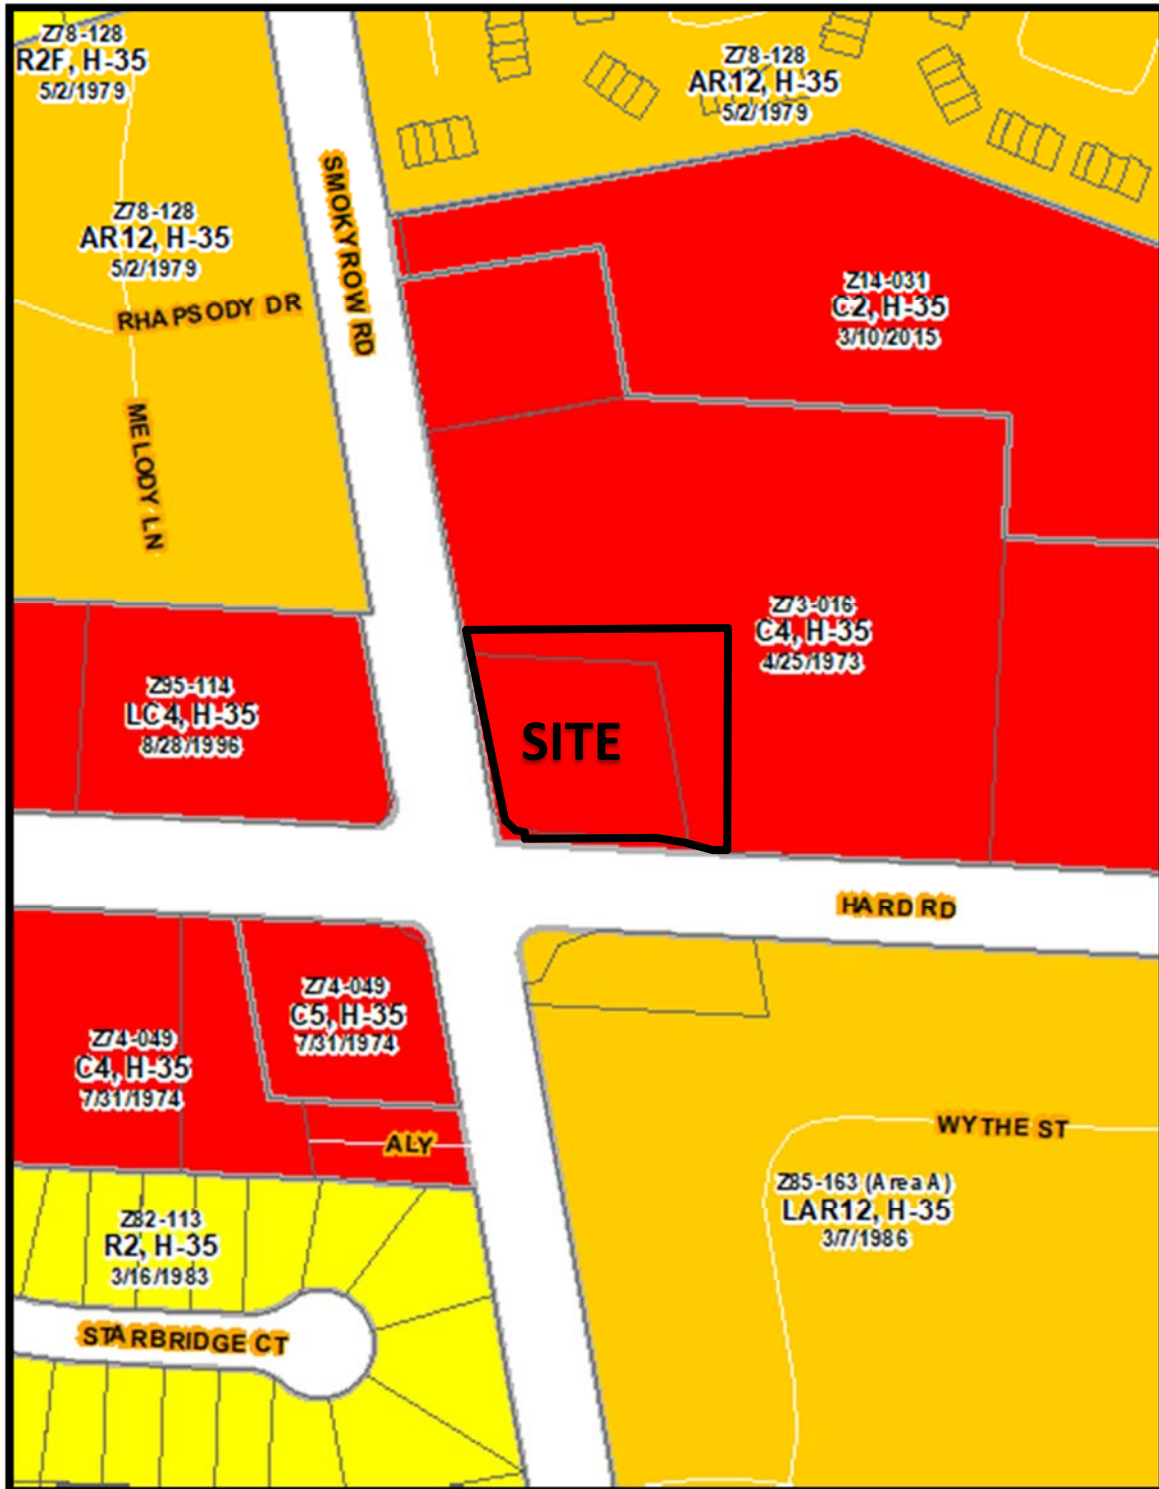 Z78-128
R2F, H-35
5/2/1979
Z78-128
AR12, H-35
5/2/1979
SMOKYROW RD
Z78-128
AR12, H-35
5/2/1979
RHAPSODY DR
MELODY LN
Z14-031
C2, H-35
3/10/2015
Z73-016
C4, H-35
4/25/1973
Z95-114
LC4, H-35
8/28/1996
SITE
HARD RD
Z74-049
C5, H-35
7/31/1974
Z74-049
C4, H-35
7/31/1974
ALY
WYTHE ST
Z85-163 (Area A)
LAR12, H-35
3/7/1986
Z82-113
R2, H-35
3/16/1983
STARBRIDGE CT